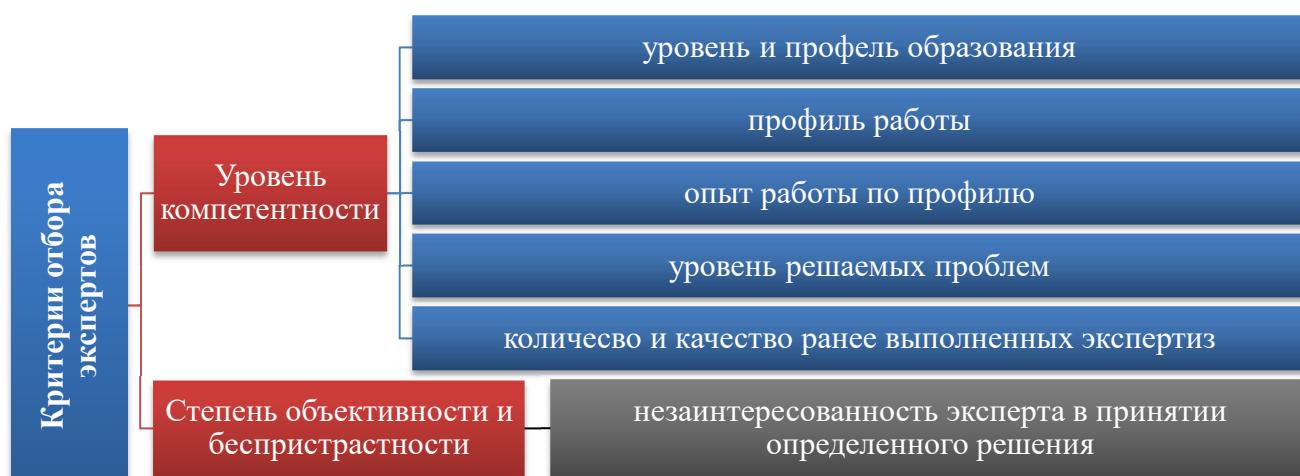 Критерии отбора
экспертов
Уровень
компетентности
уровень и профель образования
профиль работы
опыт работы по профилю
уровень решаемых проблем
количесво и качество ранее выполненных экспертиз
Степень объективности и
беспристрастности
незаинтересованность эксперта в принятии
определенного решения